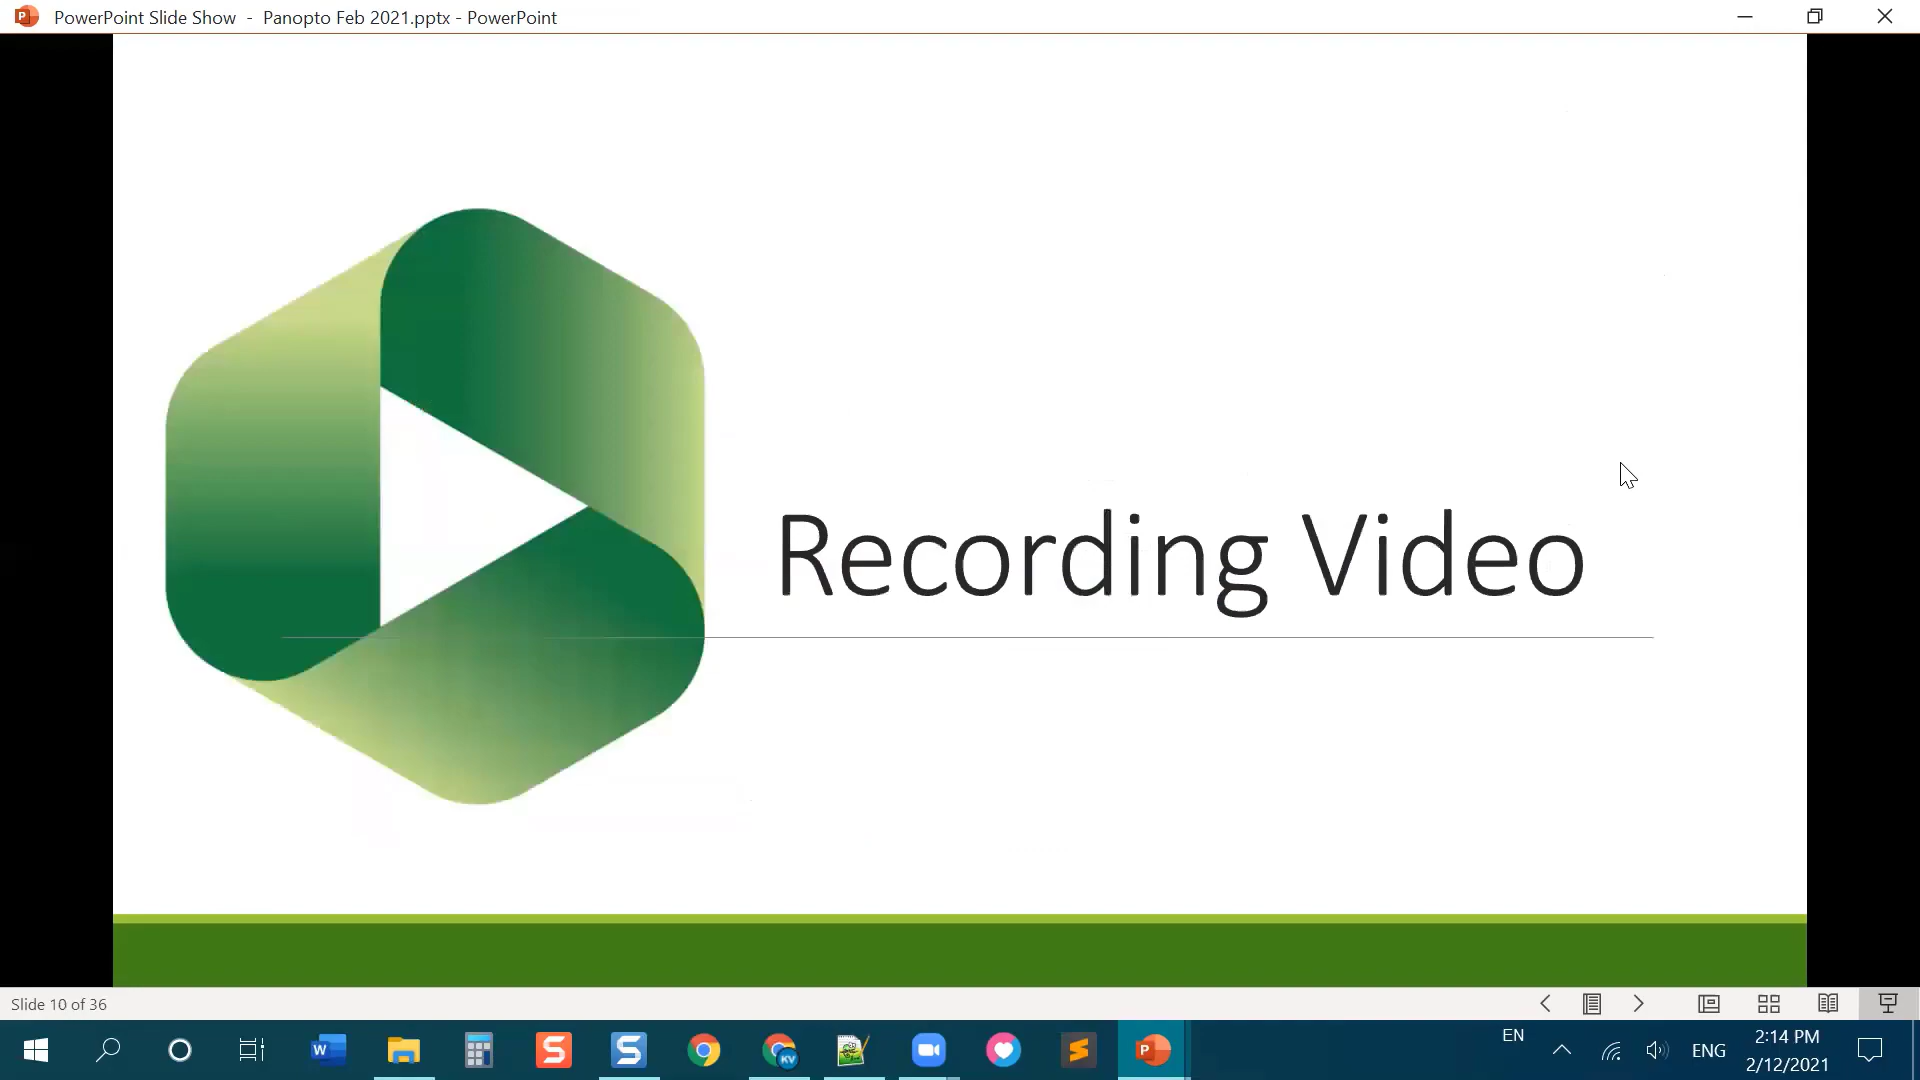 PowerPoint Slide Show - Panopto Feb 2021.pptx - PowerPoint
Recording Video
Slide 10 of 36
EN
ENG
2:14 PM
2/12/2021
KV